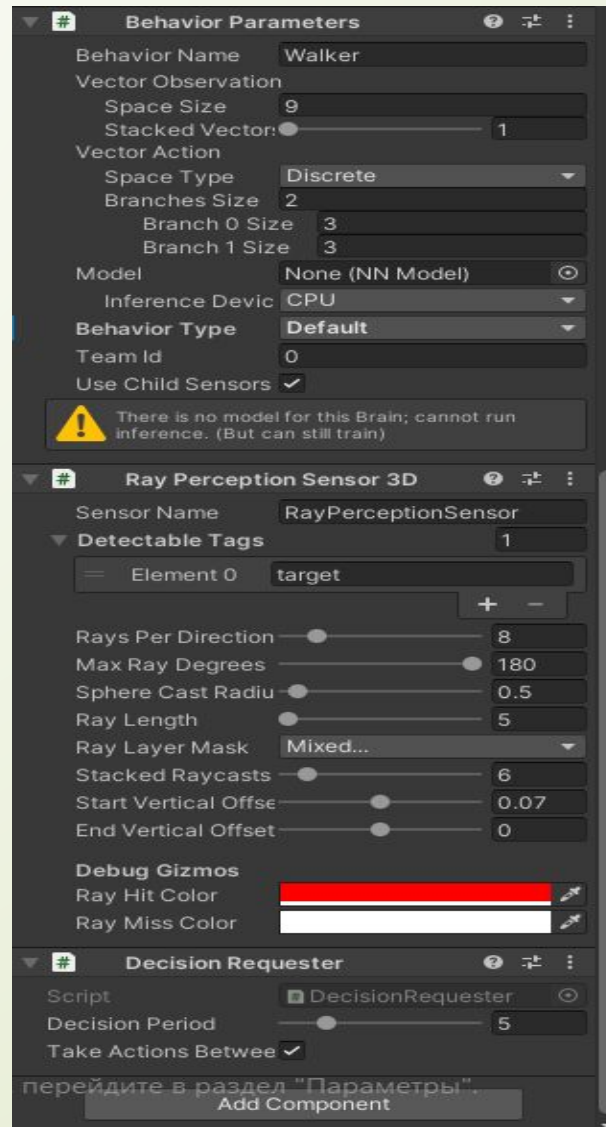 # Behavior Parameters
Behavior Name Walker
Vector Observation
Space Size 9
Stacked Vector: 1
Vector Action
Space Type Discrete
Branches Size 2
Branch 0 Size 3
Branch 1 Size 3
Model None (NN Model)
Inference Devic CPU
Behavior Type Default
Team Id 0
Use Child Sensors
There is no model for this Brain; cannot run
inference. (But can still train)
# Ray Perception Sensor 3D
Sensor Name RayPerceptionSensor
Detectable Tags 1
Element 0 target
+ −
Rays Per Direction 8
Max Ray Degrees 180
Sphere Cast Radiu 0.5
Ray Length 5
Ray Layer Mask Mixed...
Stacked Raycasts 6
Start Vertical Offse 0.07
End Vertical Offset 0
Debug Gizmos
Ray Hit Color
Ray Miss Color
# Decision Requester
Script # DecisionRequester
Decision Period 5
Take Actions Betwee
перейдите в раздел "Параметры".
Add Component